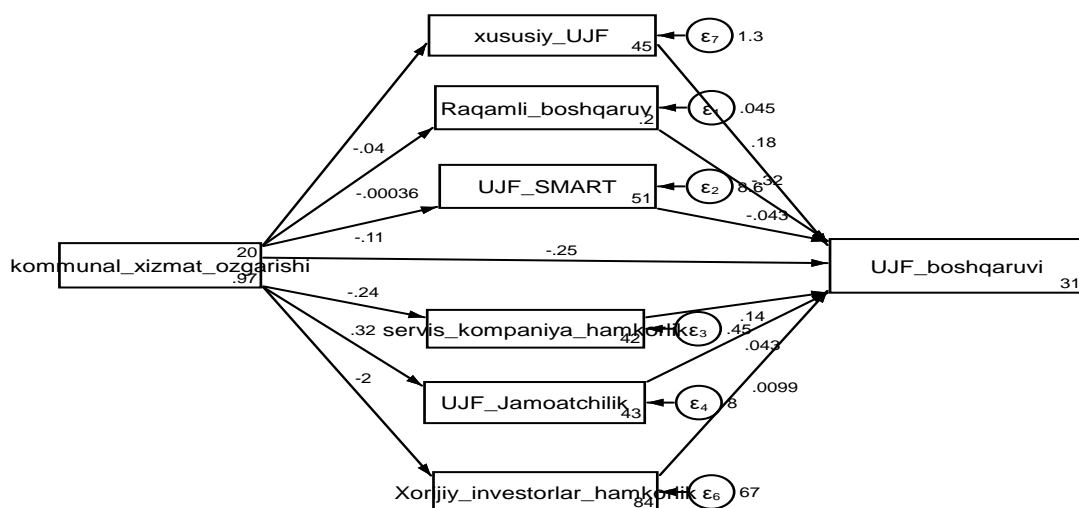 xususiy_UJF
45
ε7
1.3
Raqamli_boshqaruv
.2
ε1
.045
-.04
.18
-.00036
UJF_SMART
51
ε2
8.6
-.32
-.11
-.043
kommunal_xizmat_ozgarishi
20
.97
-.25
UJF_boshqaruvi
31
-.24
servis_kompaniya_hamkorlik
42
ε3
.45
.14
.32
.043
UJF_Jamoatchilik
43
ε4
8
-2
.0099
Xorijiy_investorlar_hamkorlik
84
ε6
67